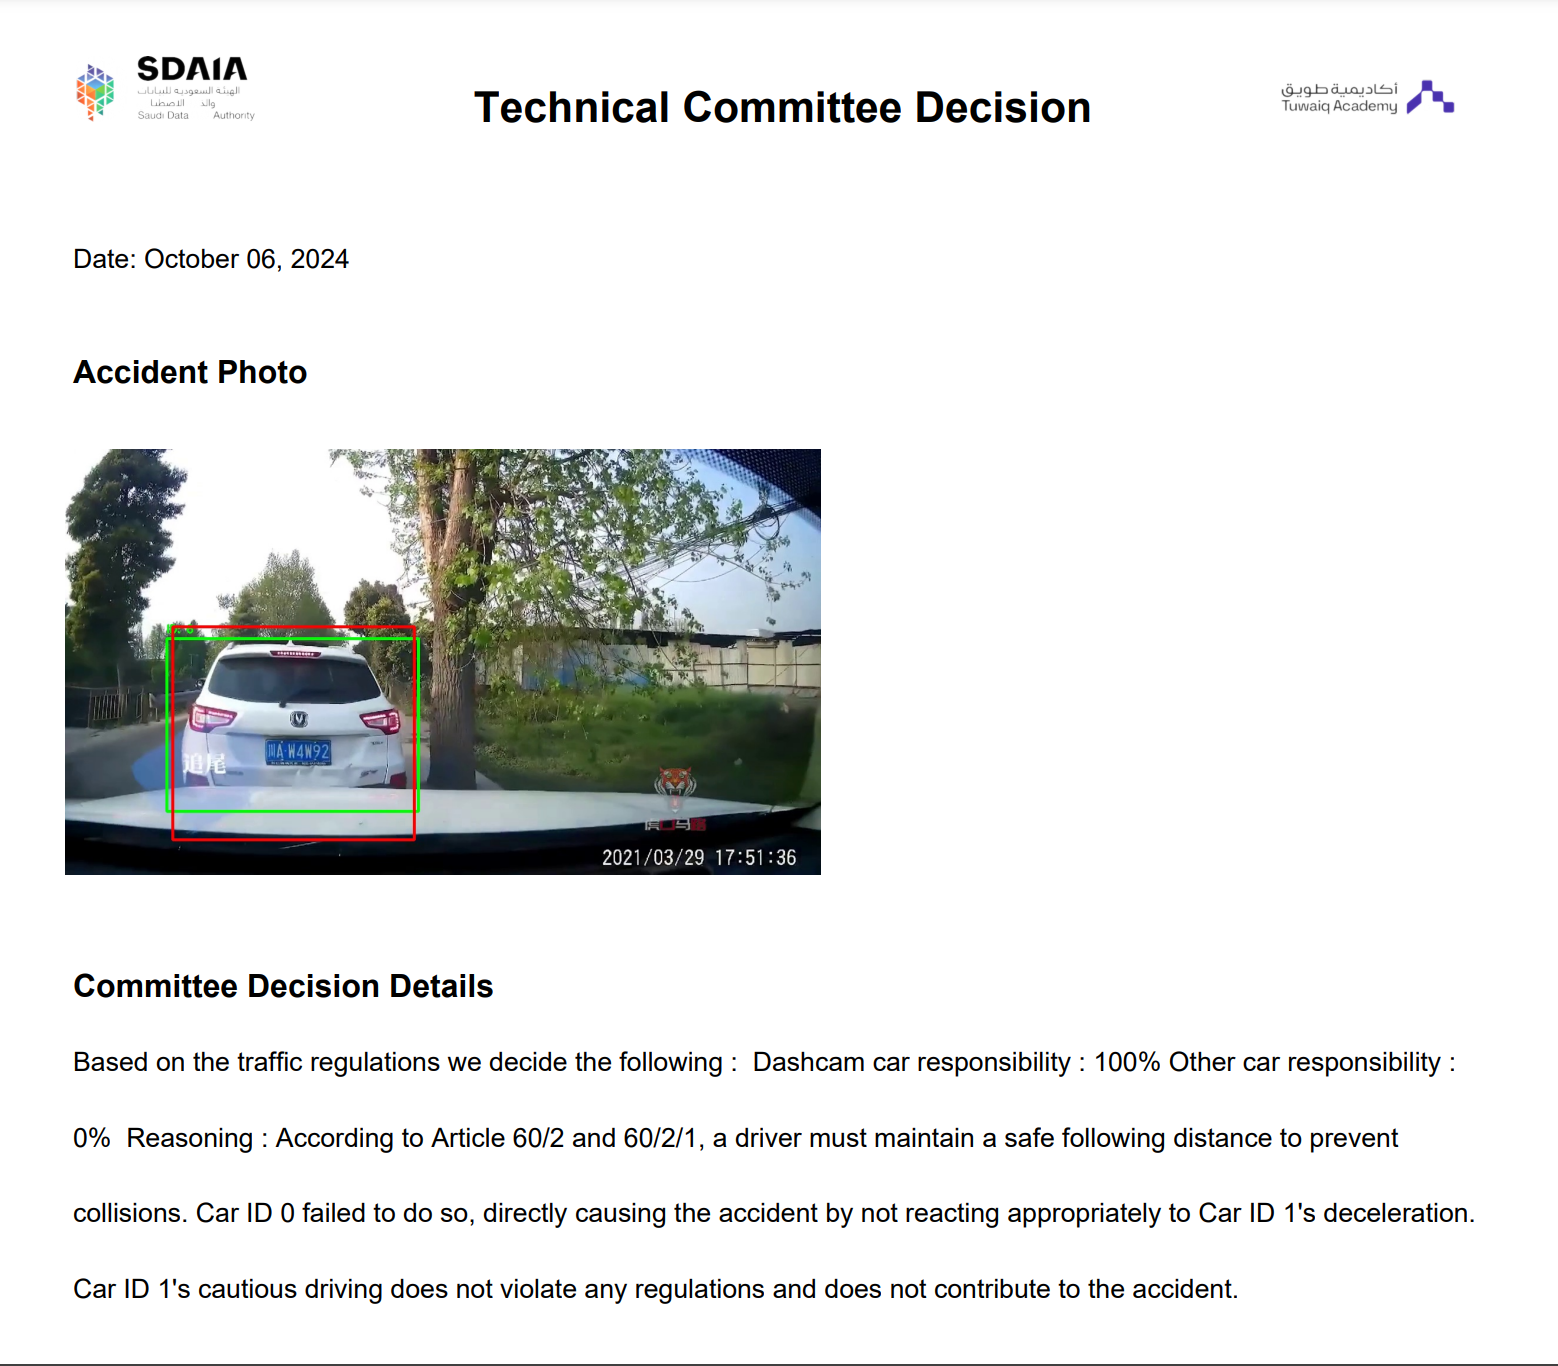 SDAIA
الهيئة السعودية للبيانات
والذ الاصطنا
Saudi Data Authority
Technical Committee Decision
أكاديمية طويق
Tuwaiq Academy
Date: October 06, 2024
Accident Photo
川A·W4W92
追尾
2021/03/29 17:51:36
Committee Decision Details
Based on the traffic regulations we decide the following : Dashcam car responsibility : 100% Other car responsibility :
0% Reasoning : According to Article 60/2 and 60/2/1, a driver must maintain a safe following distance to prevent
collisions. Car ID 0 failed to do so, directly causing the accident by not reacting appropriately to Car ID 1's deceleration.
Car ID 1's cautious driving does not violate any regulations and does not contribute to the accident.